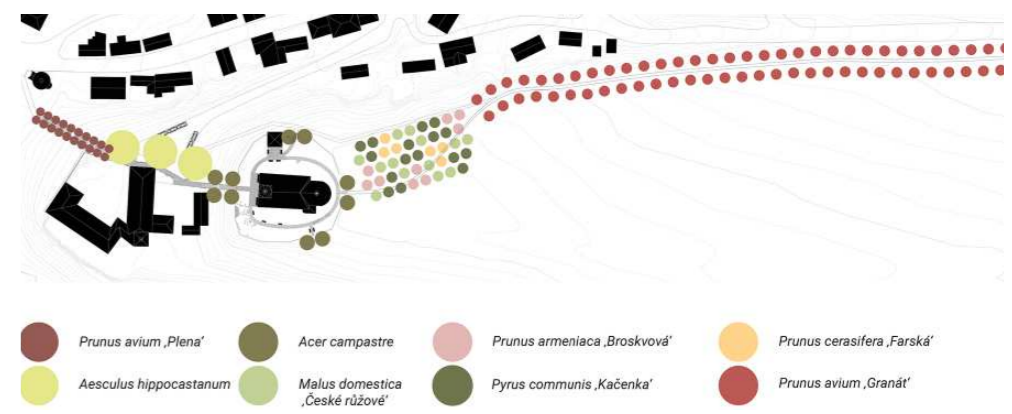 Prunus avium ‚Plena‘
Acer campastre
Prunus armeniaca ‚Broskvová‘
Prunus cerasifera ‚Farská‘
Aesculus hippocastanum
Malus domestica
‚České růžové‘
Pyrus communis ‚Kačenka‘
Prunus avium ‚Granát‘